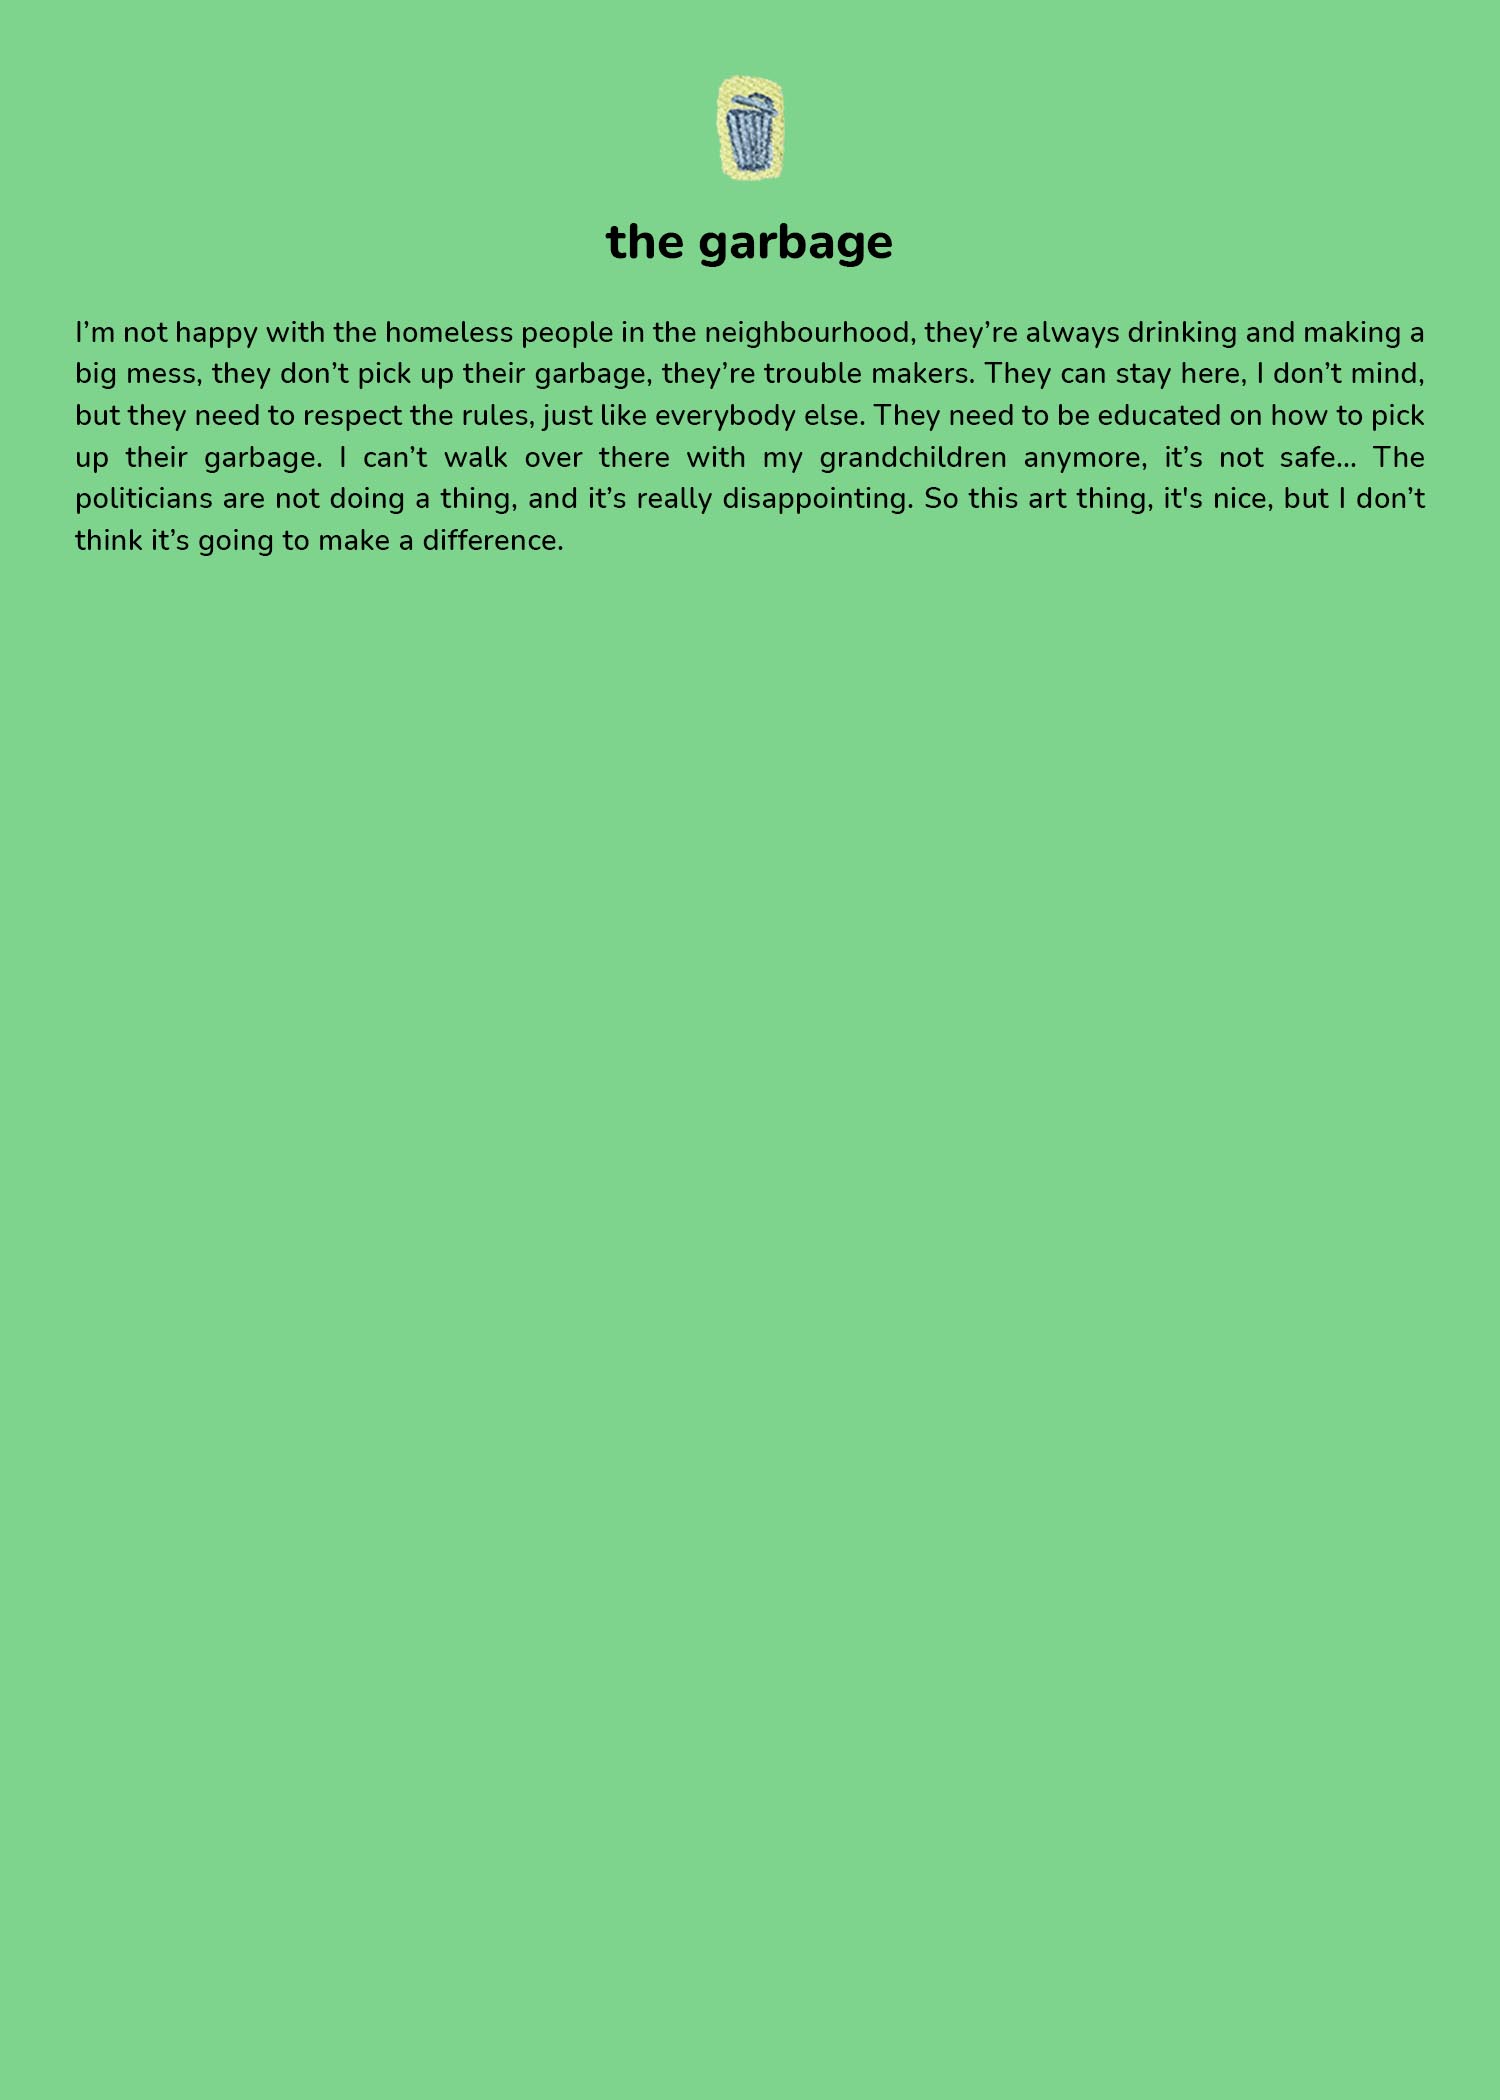 the garbage
I’m not happy with the homeless people in the neighbourhood, they’re always drinking and making a
big mess, they don’t pick up their garbage, they’re trouble makers. They can stay here, I don’t mind,
but they need to respect the rules, just like everybody else. They need to be educated on how to pick
up their garbage. I can’t walk over there with my grandchildren anymore, it’s not safe... The
politicians are not doing a thing, and it’s really disappointing. So this art thing, it's nice, but I don’t
think it’s going to make a difference.